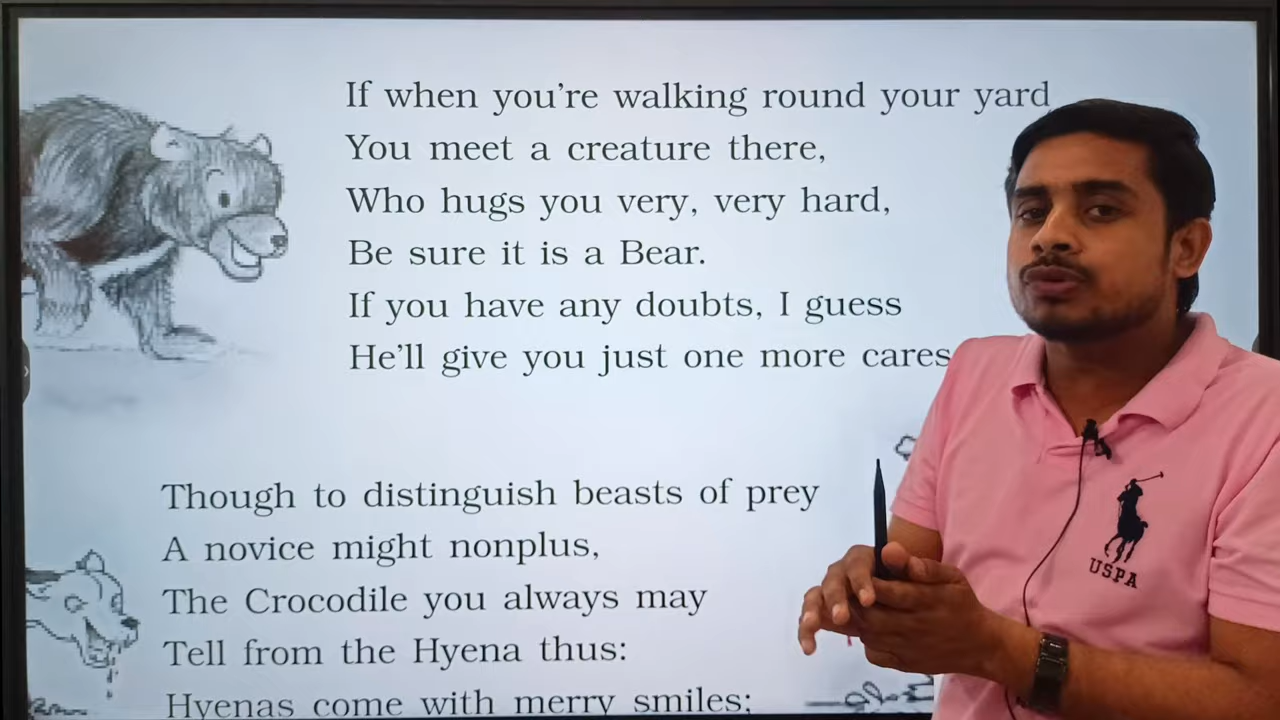 If when you're walking round your yard
You meet a creature there,
Who hugs you very, very hard,
Be sure it is a Bear.
If you have any doubts, I guess
He'll give you just one more cares
Though to distinguish beasts of prey
A novice might nonplus,
The Crocodile you always may
Tell from the Hyena thus:
Hyenas come with merry smiles;
USPA